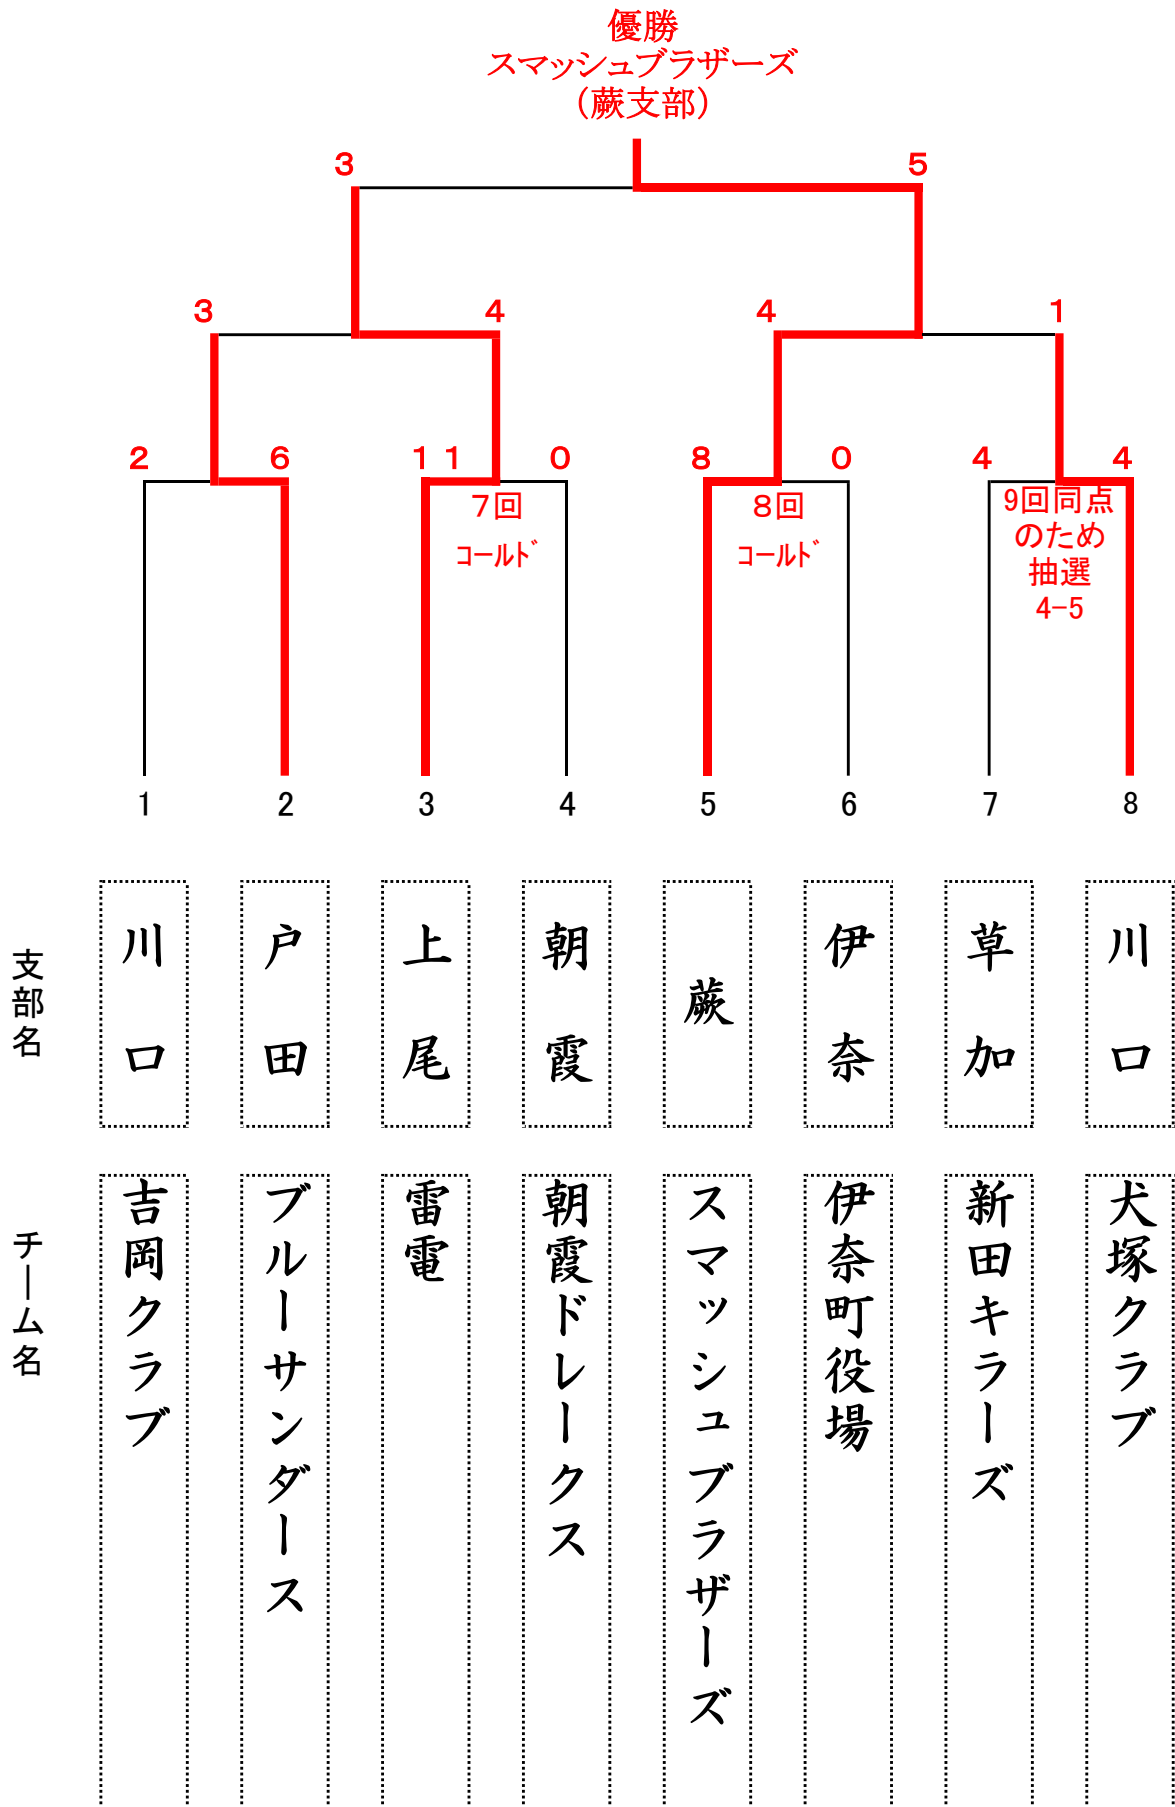 優勝
スマッシュブラザーズ
（蕨支部）
3 5
3 4 4 1
2 6 11 0 8 0 4 4
7回
コールド
8回
コールド
9回同点
のため
抽選
4-5
1 2 3 4 5 6 7 8
支部名
川口
戸田
上尾
朝霞
蕨
伊奈
草加
川口
チーム名
吉岡クラブ
ブルーサンダース
雷電
朝霞ドレークス
スマッシュブラザーズ
伊奈町役場
新田キラーズ
犬塚クラブ